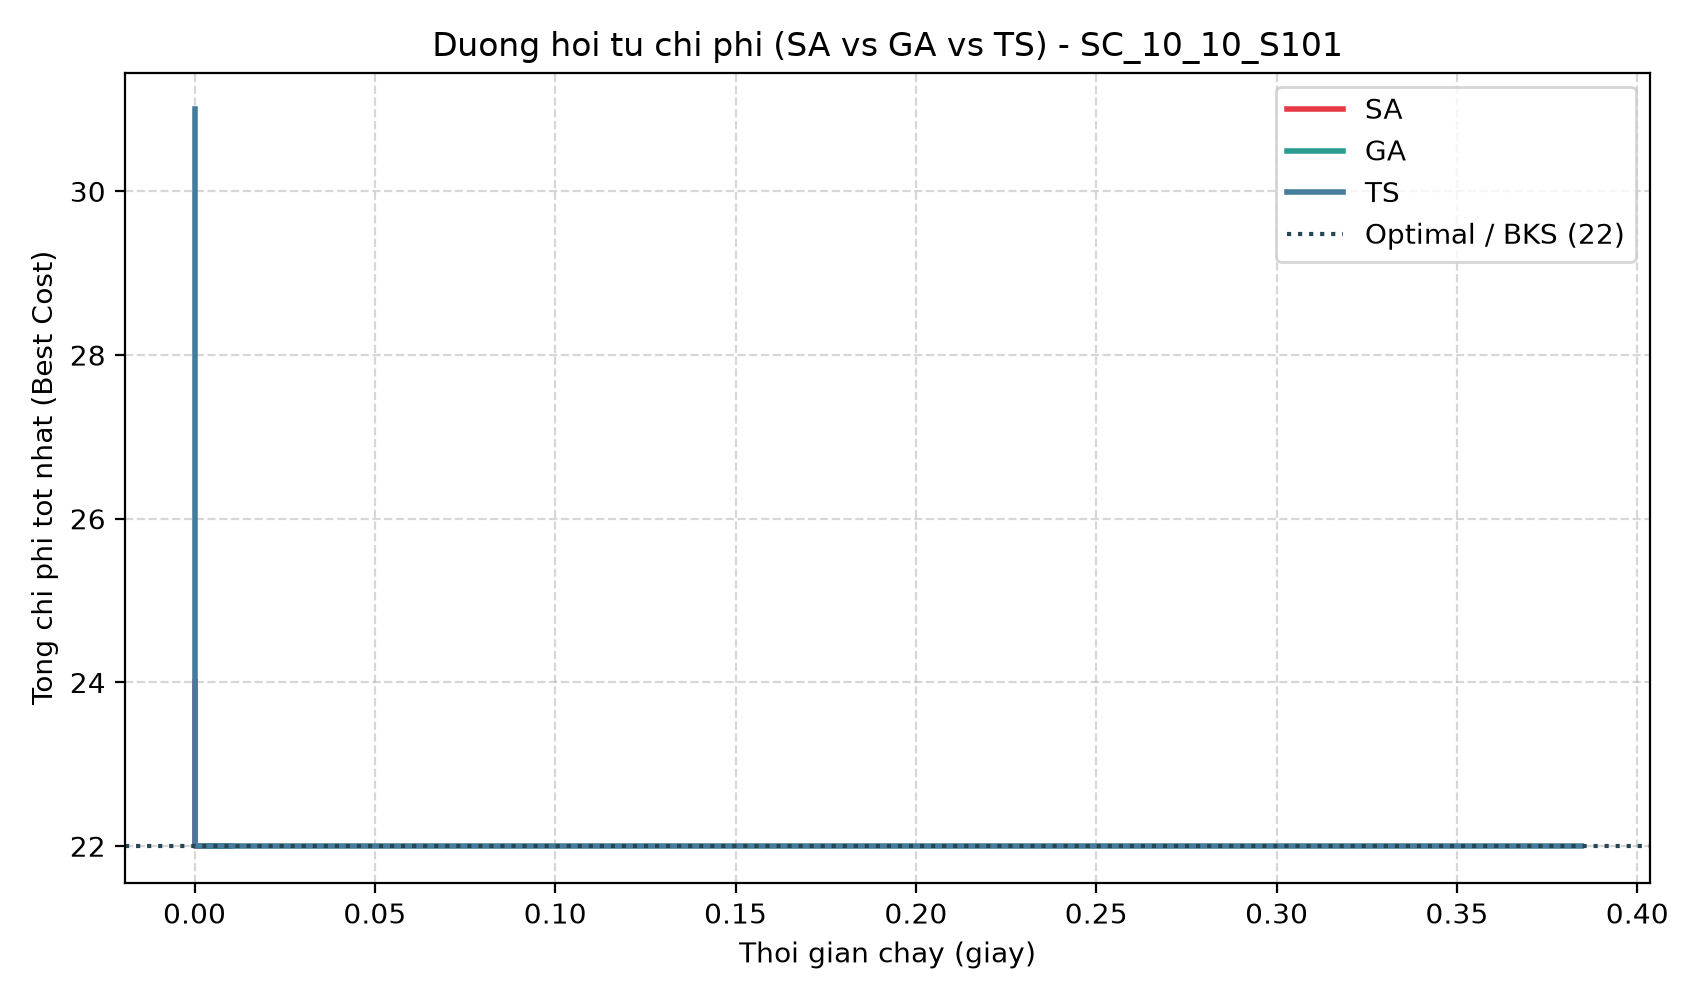 Duong hoi tu chi phi (SA vs GA vs TS) - SC_10_10_S101
SA
GA
TS
Optimal / BKS (22)
Tong chi phi tot nhat (Best Cost)
30
28
26
24
22
0.00 0.05 0.10 0.15 0.20 0.25 0.30 0.35 0.40
Thoi gian chay (giay)